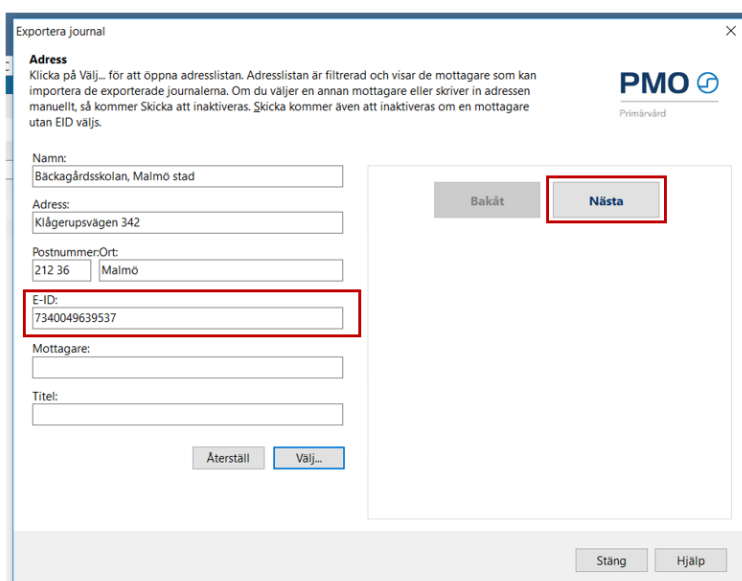 Exportera journal
Adress
Klicka på Välj... för att öppna adresslistan. Adresslistan är filtrerad och visar de mottagare som kan
importera de exporterade journalerna. Om du väljer en annan mottagare eller skriver in adressen
manuellt, så kommer Skicka att inaktiveras. Skicka kommer även att inaktiveras om en mottagare
utan EID väljs.
PMO
Primärvård
Namn:
Bäckagårdsskolan, Malmö stad
Adress:
Klågerupsvägen 342
Postnummer:Ort:
212 36 Malmö
E-ID:
7340049639537
Mottagare:
Titel:
Återställ Välj...
Bakåt Nästa
Stäng Hjälp